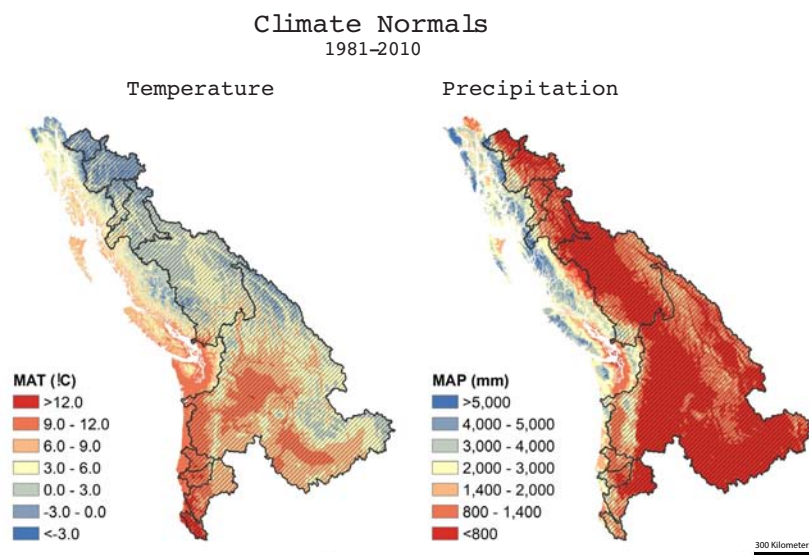 Climate Normals
1981–2010
Temperature
Precipitation
MAT (!C)
>12.0
9.0 - 12.0
6.0 - 9.0
3.0 - 6.0
0.0 - 3.0
-3.0 - 0.0
<-3.0
MAP (mm)
>5,000
4,000 - 5,000
3,000 - 4,000
2,000 - 3,000
1,400 - 2,000
800 - 1,400
<800
300 Kilometer